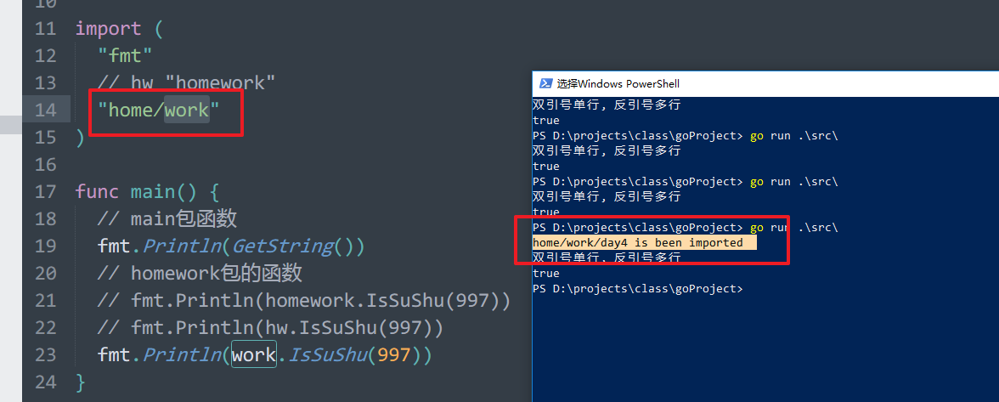 10
11 import (
12 "fmt"
13 // hw "homework"
14 "home/work"
15 )
16
17 func main() {
18 // main包函数
19 fmt.Println(GetString())
20 // homework包的函数
21 // fmt.Println(homework.IsSuShu(997))
22 // fmt.Println(hw.IsSuShu(997))
23 fmt.Println(work.IsSuShu(997))
24 }
选择Windows PowerShell
双引号单行, 反引号多行
true
PS D:\projects\class\goProject> go run .\src\
双引号单行, 反引号多行
true
PS D:\projects\class\goProject> go run .\src\
双引号单行, 反引号多行
true
PS D:\projects\class\goProject> go run .\src\
home/work/day4 is been imported
双引号单行, 反引号多行
true
PS D:\projects\class\goProject>